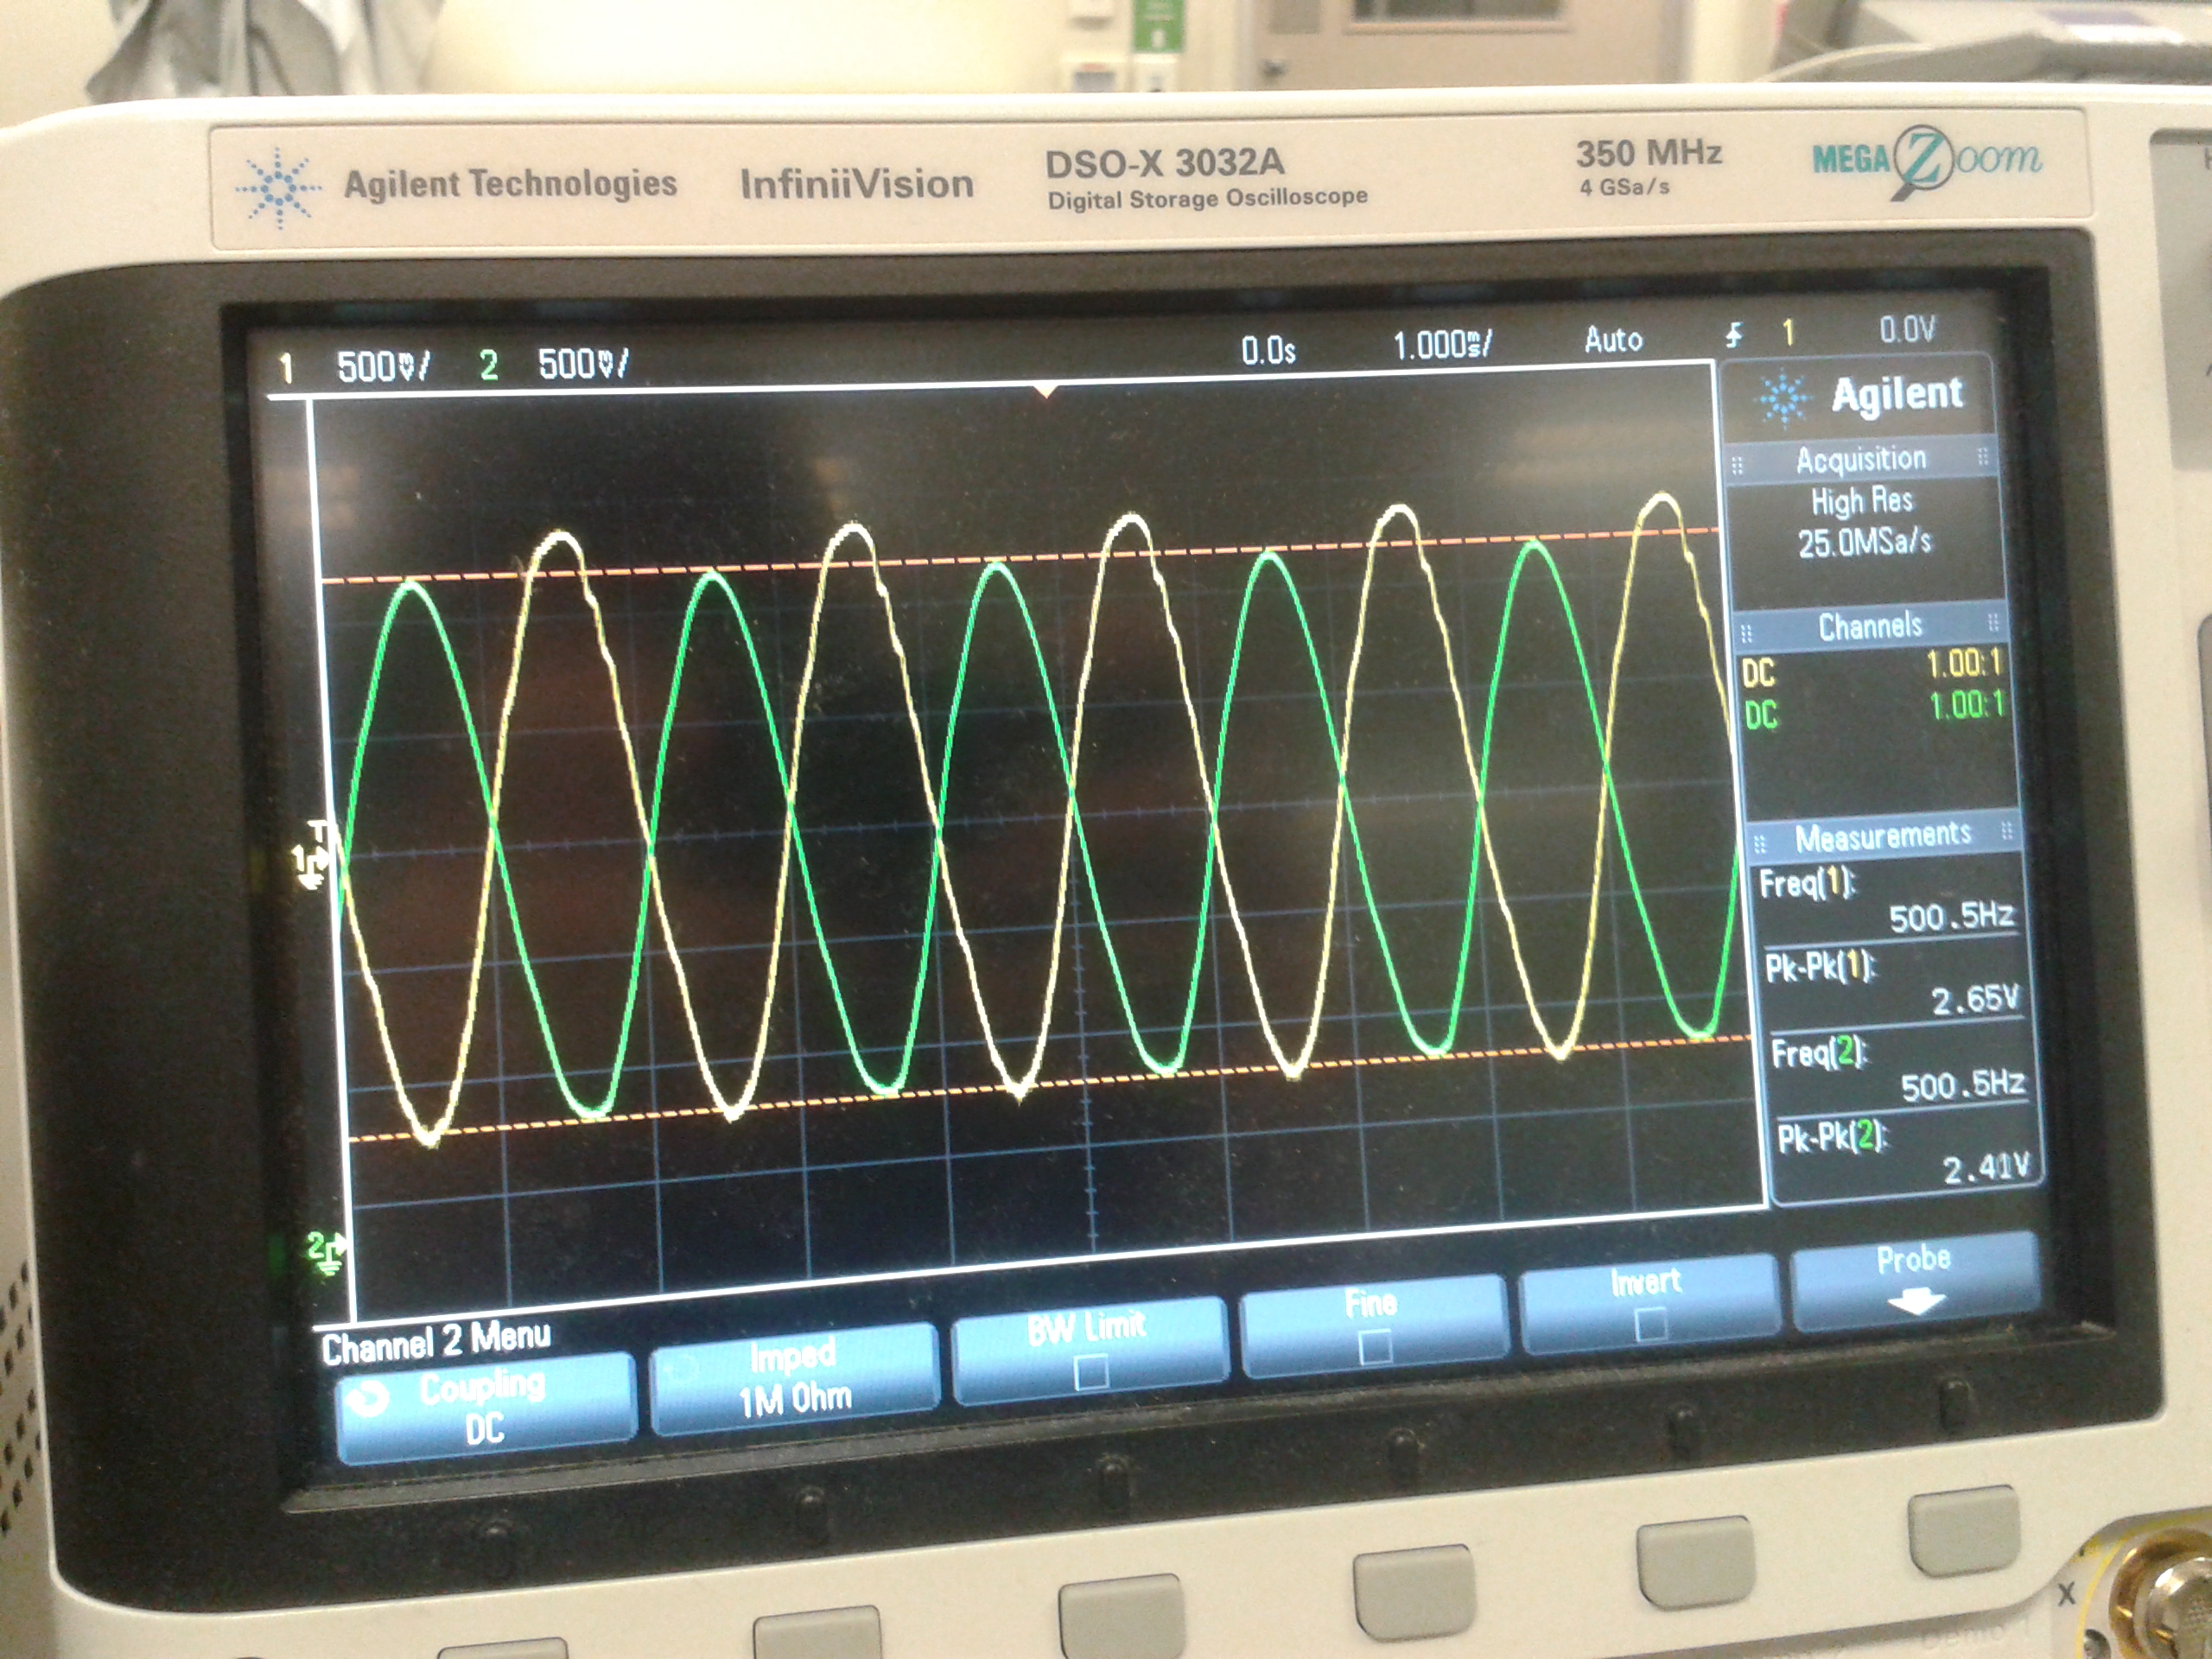 Agilent Technologies InfiniiVision DSO-X 3032A 350 MHz MEGA Zoom
Digital Storage Oscilloscope 4 GSa/s
1 500mV/ 2 500mV/ 0.0s 1.000ms/ Auto 1 0.0V
Agilent
Acquisition
High Res
25.0MSa/s
Channels
DC 1.00:1
DC 1.00:1
Measurements
Freq(1):
500.5Hz
Pk-Pk(1):
2.65V
Freq(2):
500.5Hz
Pk-Pk(2):
2.41V
T
1
2
Channel 2 Menu
Coupling
DC
Imped
1M Ohm
BW Limit
Fine
Invert
Probe
X